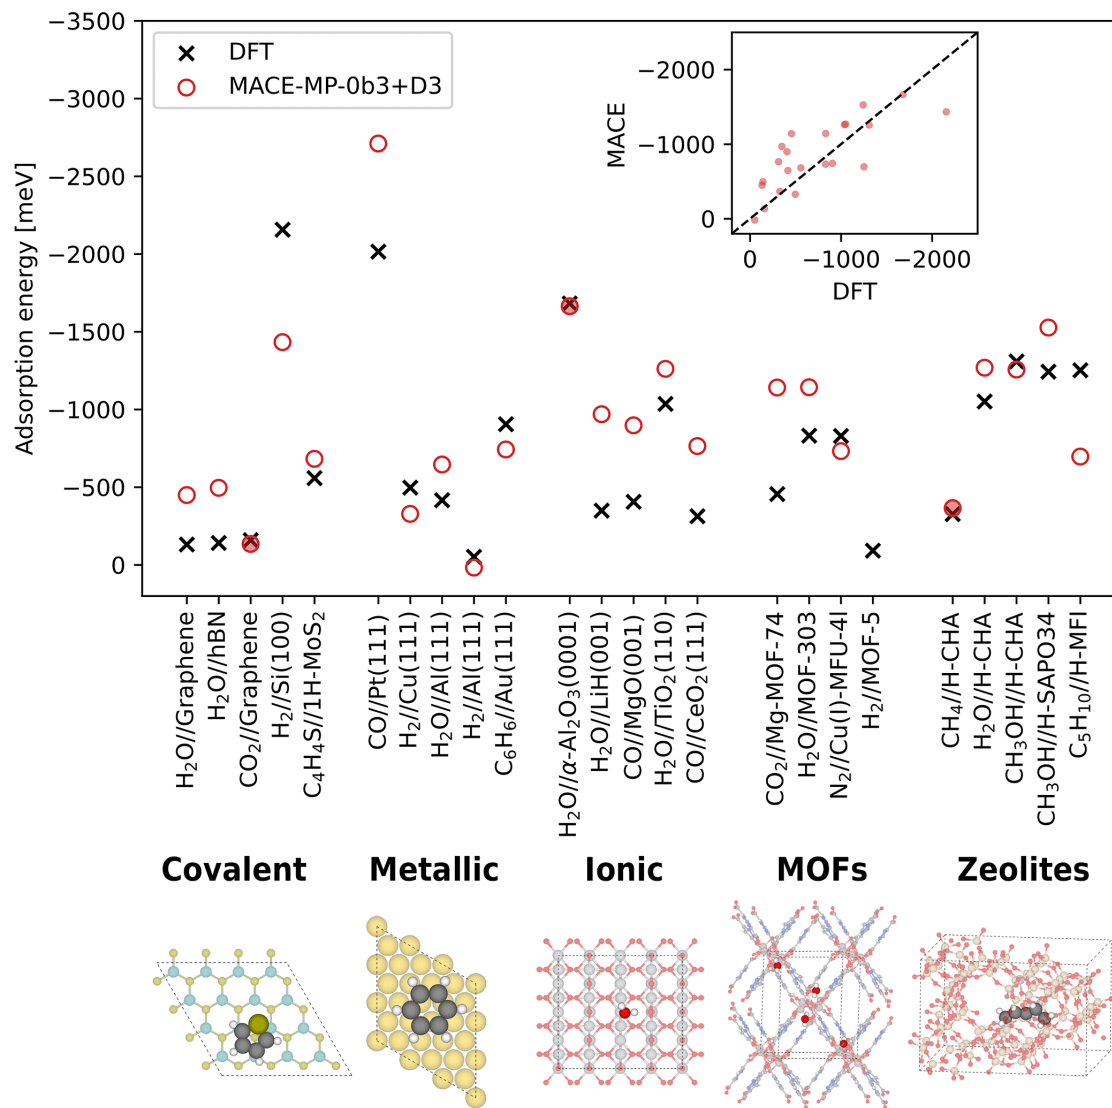 −3500
−3000
−2500
−2000
−1500
−1000
−500
0
Adsorption energy [meV]
DFT
MACE-MP-0b3+D3
−2000
−1000
0
MACE
0 −1000 −2000
DFT
H₂O//Graphene
H₂O//hBN
CO₂//Graphene
H₂//Si(100)
C₄H₄S//1H-MoS₂
CO//Pt(111)
H₂//Cu(111)
H₂O//Al(111)
H₂//Al(111)
C₆H₆//Au(111)
H₂O//α-Al₂O₃(0001)
H₂O//LiH(001)
CO//MgO(001)
H₂O//TiO₂(110)
CO//CeO₂(111)
CO₂//Mg-MOF-74
H₂O//MOF-303
N₂//Cu(I)-MFU-4l
H₂//MOF-5
CH₄//H-CHA
H₂O//H-CHA
CH₃OH//H-CHA
CH₃OH//H-SAPO34
C₅H₁₀//H-MFI
Covalent Metallic Ionic MOFs Zeolites